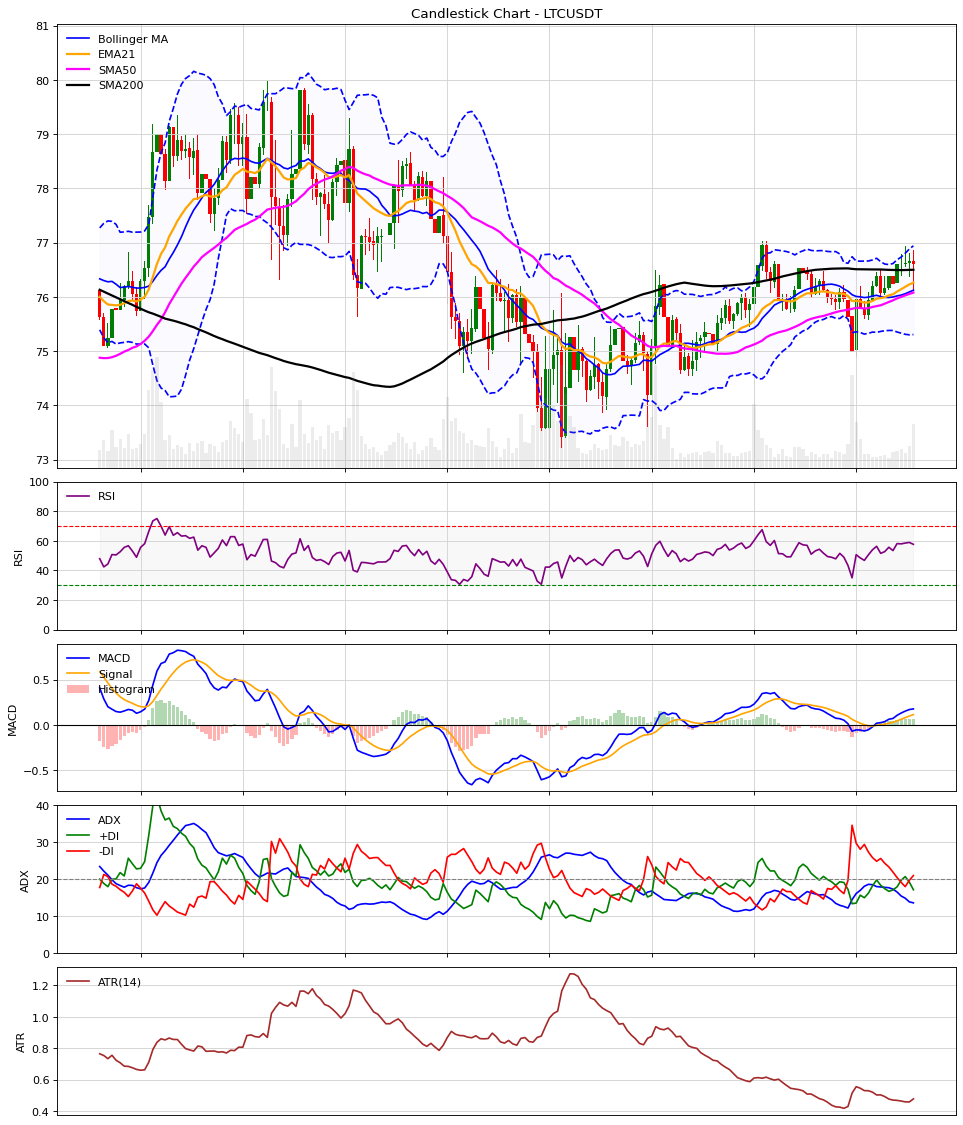 Candlestick Chart - LTCUSDT
81
80
79
78
77
76
75
74
73
Bollinger MA
EMA21
SMA50
SMA200
100
80
60
40
20
0
RSI
RSI
0.5
0.0
−0.5
MACD
MACD
Signal
Histogram
40
30
20
10
0
ADX
ADX
+DI
-DI
1.2
1.0
0.8
0.6
0.4
ATR
ATR(14)